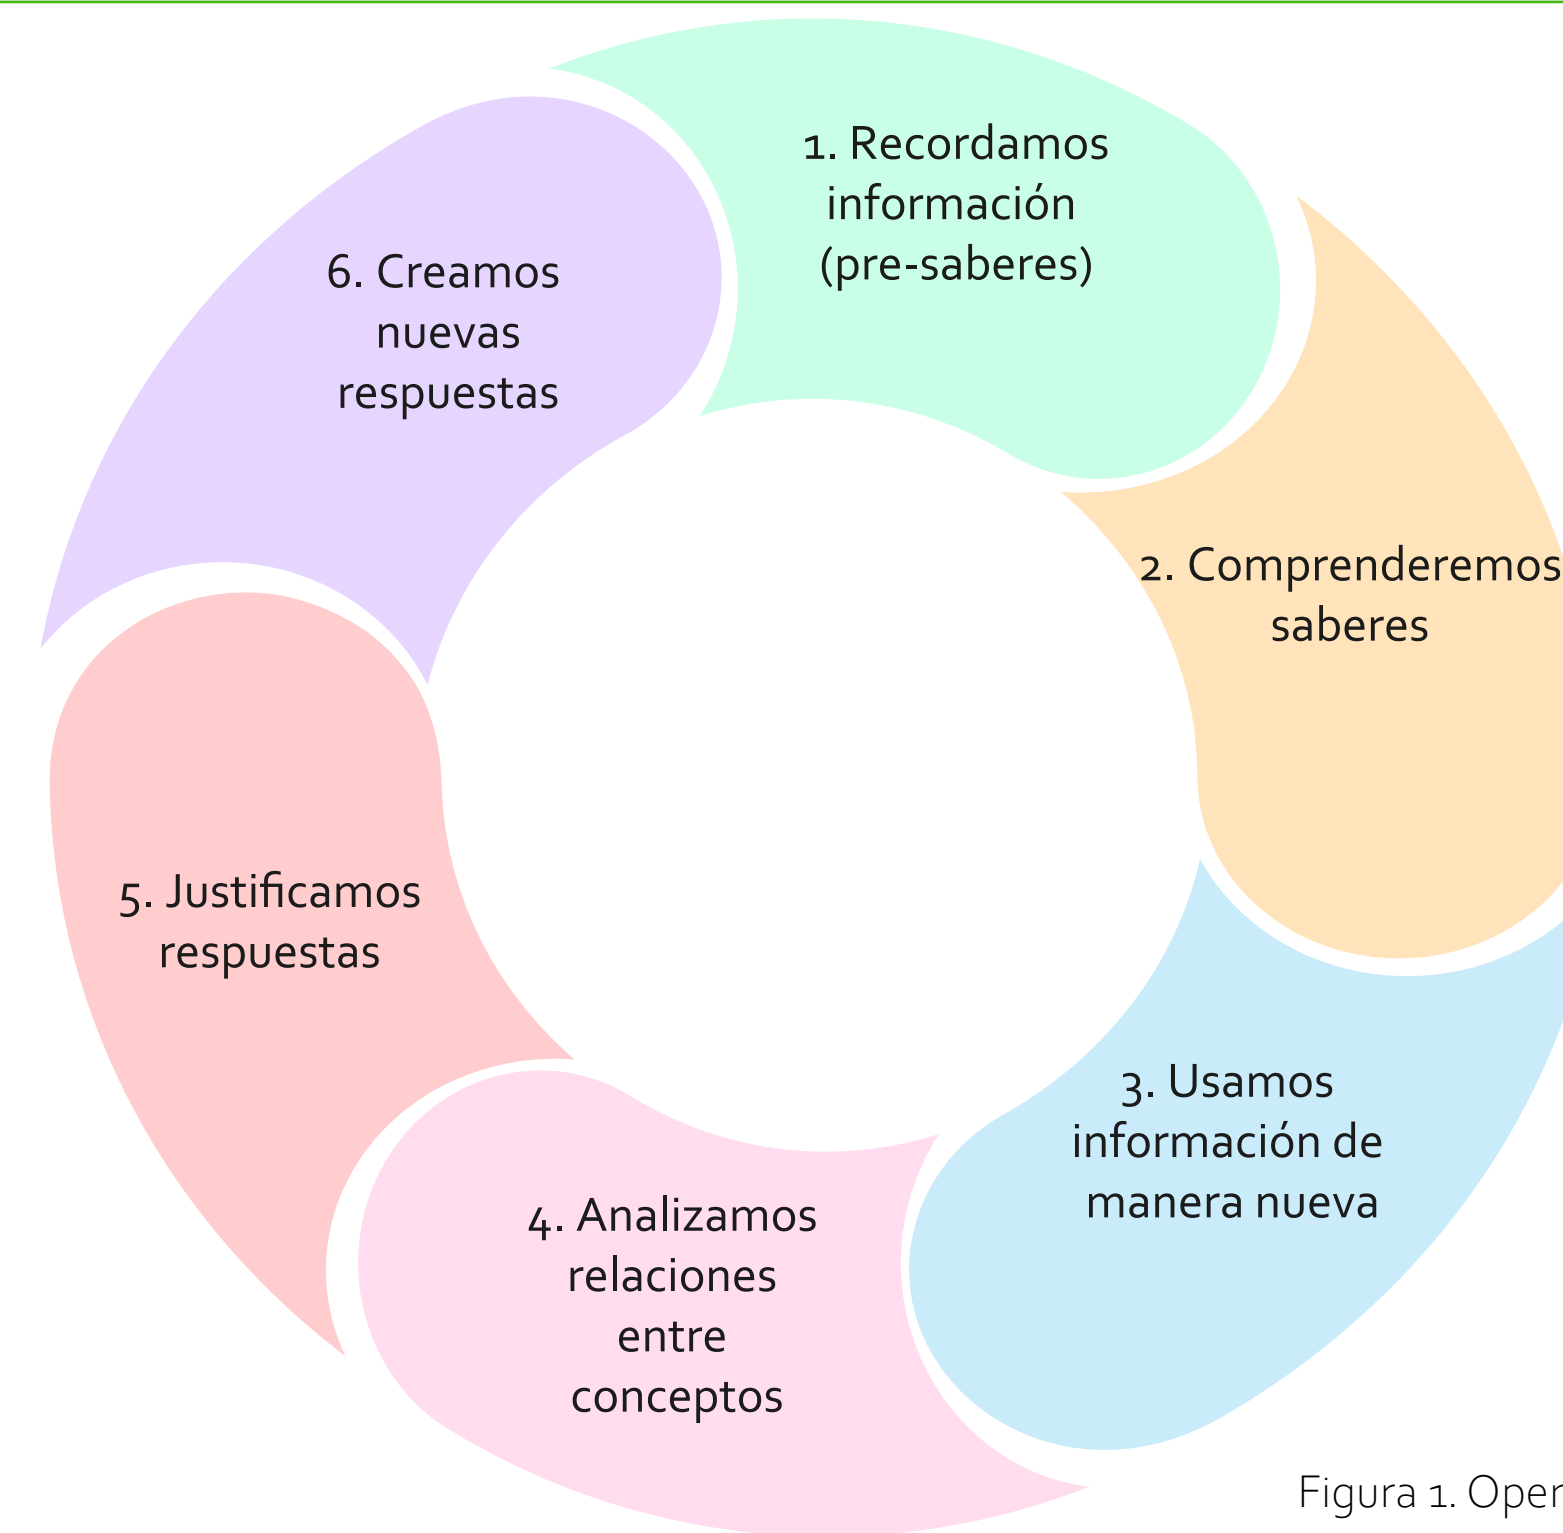 1. Recordamos
información
(pre-saberes)
2. Comprenderemos
saberes
3. Usamos
información de
manera nueva
4. Analizamos
relaciones
entre
conceptos
5. Justificamos
respuestas
6. Creamos
nuevas
respuestas
Figura 1. Oper